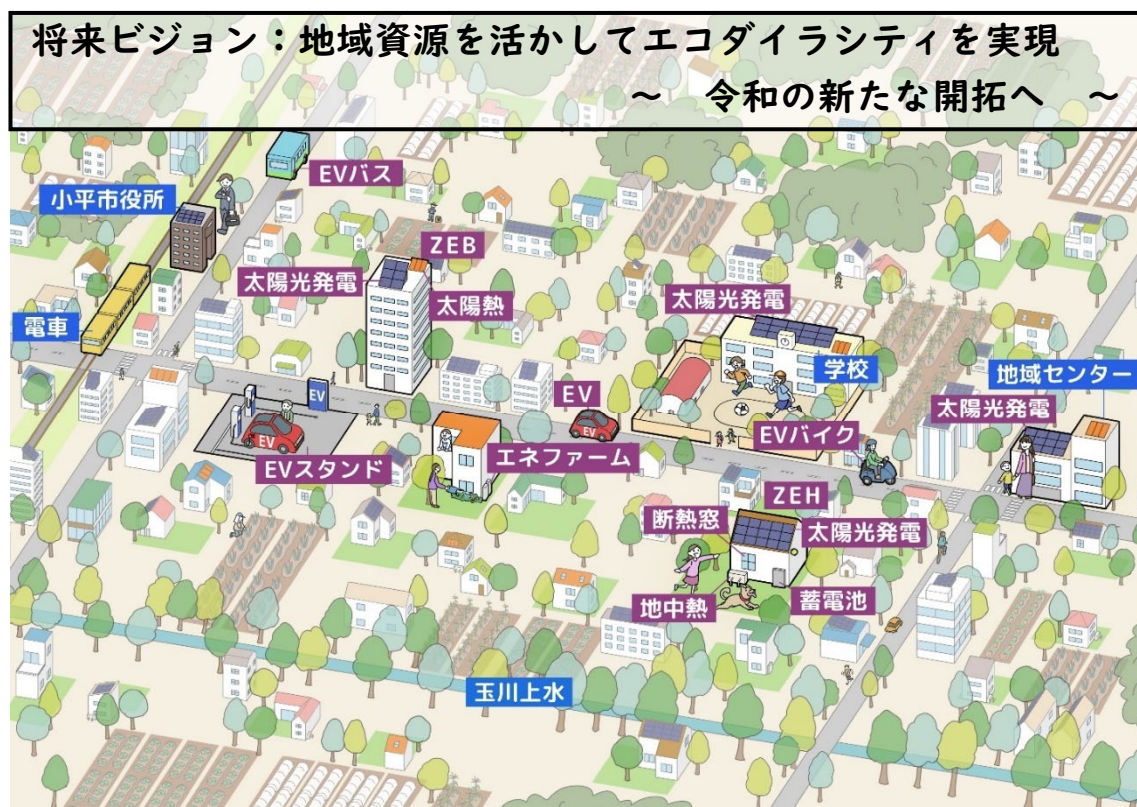 将来ビジョン：地域資源を活かしてエコダイラシティを実現
～　令和の新たな開拓へ　～
EVバス
小平市役所
ZEB
太陽光発電
太陽熱
太陽光発電
電車
学校
地域センター
EV
EV
太陽光発電
EV
EV
EVバイク
EVスタンド
エネファーム
ZEH
断熱窓
太陽光発電
地中熱
蓄電池
玉川上水